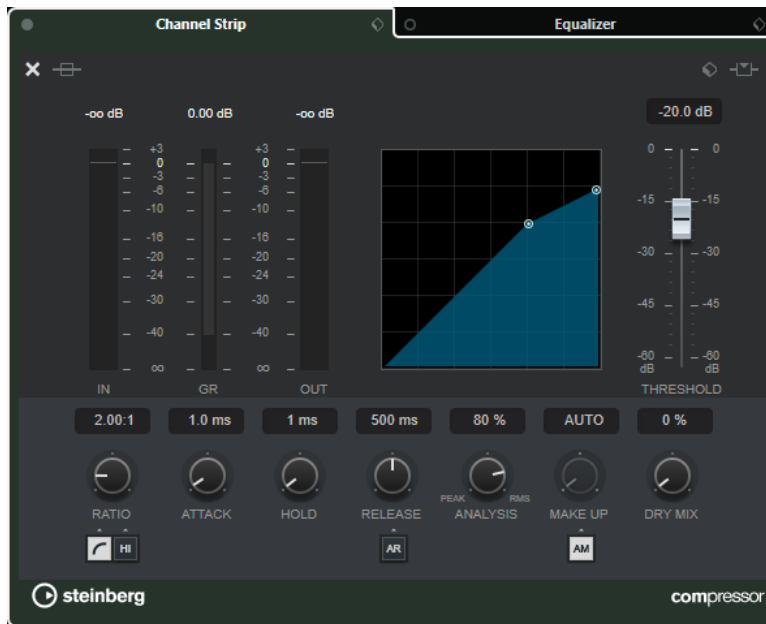 Channel Strip Equalizer
-oo dB 0.00 dB -oo dB -20.0 dB
+3 +3 0 0
0 0
-3 -3
-6 -6
-10 -10 -15 -15
-16 -16
-20 -20 -30 -30
-24 -24
-30 -30 -45 -45
-40 -40
∞ ∞ -60 -60
dB dB
IN GR OUT THRESHOLD
2.00:1 1.0 ms 1 ms 500 ms 80 % AUTO 0 %
PEAK RMS
RATIO ATTACK HOLD RELEASE ANALYSIS MAKE UP DRY MIX
HI AR AM
steinberg compressor